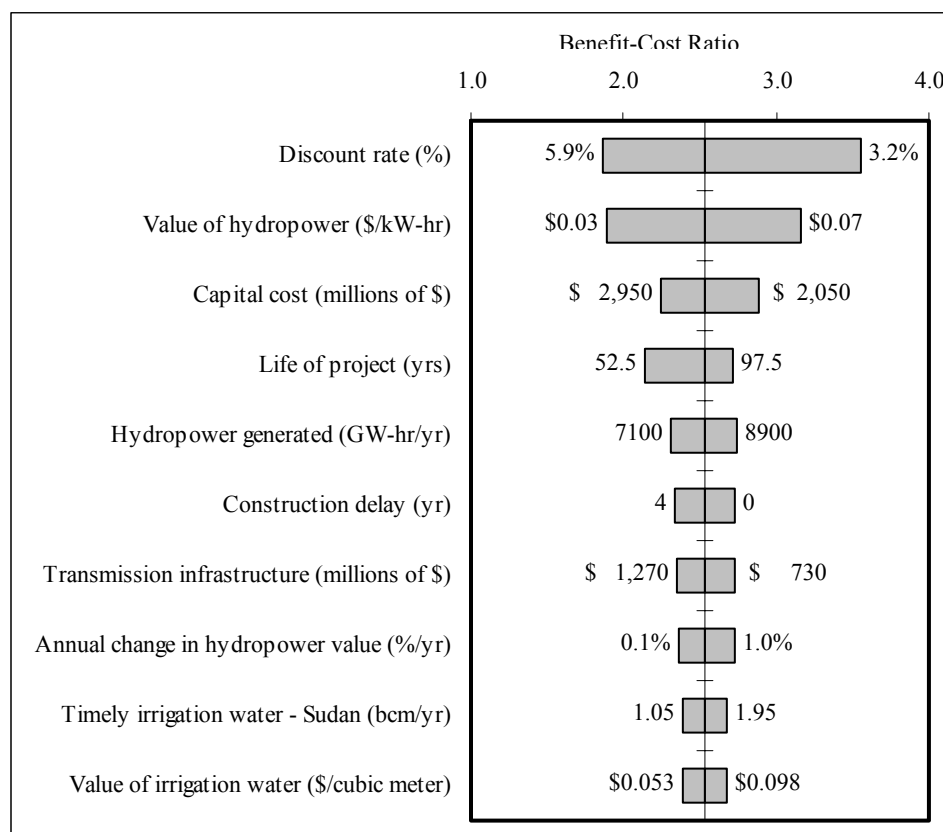 Benefit-Cost Ratio
1.0 2.0 3.0 4.0
Discount rate (%) 5.9% 3.2%
Value of hydropower ($/kW-hr) $0.03 $0.07
Capital cost (millions of $) $ 2,950 $ 2,050
Life of project (yrs) 52.5 97.5
Hydropower generated (GW-hr/yr) 7100 8900
Construction delay (yr) 4 0
Transmission infrastructure (millions of $) $ 1,270 $ 730
Annual change in hydropower value (%/yr) 0.1% 1.0%
Timely irrigation water - Sudan (bcm/yr) 1.05 1.95
Value of irrigation water ($/cubic meter) $0.053 $0.098